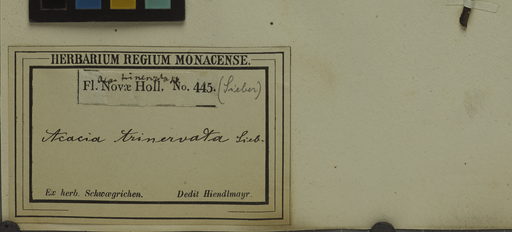 HERBARIUM REGIUM MONACENSE.
Fl. Novæ Holl. No. 445. (Sieber)
Acacia trinervata Sieb.
Ex herb. Schwægrichen. Dedit Hiendlmayr.